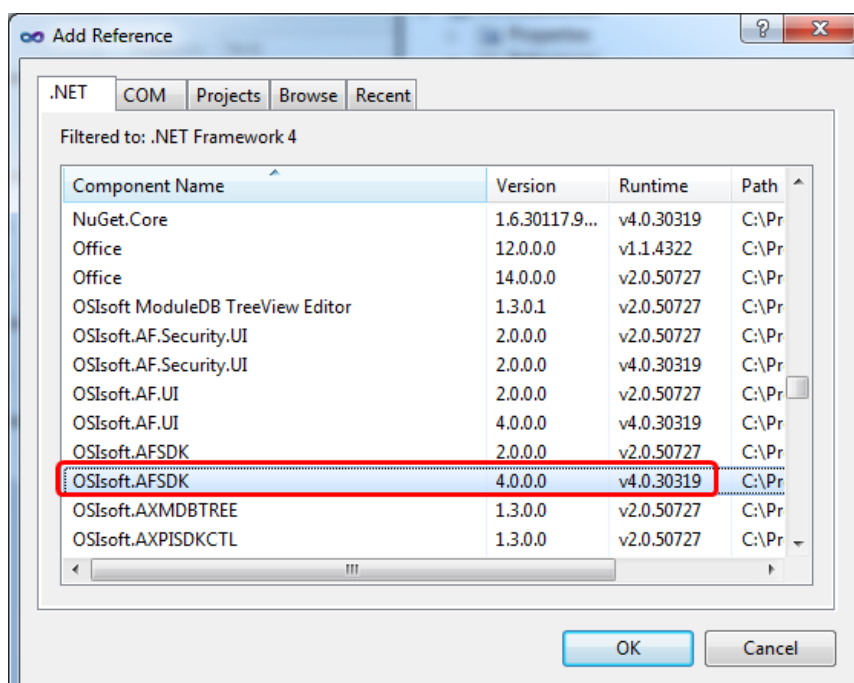 Add Reference
.NET COM Projects Browse Recent
Filtered to: .NET Framework 4
Component Name Version Runtime Path
NuGet.Core 1.6.30117.9... v4.0.30319 C:\Pr
Office 12.0.0.0 v1.1.4322 C:\Pr
Office 14.0.0.0 v2.0.50727 C:\Pr
OSIsoft ModuleDB TreeView Editor 1.3.0.1 v2.0.50727 C:\Pr
OSIsoft.AF.Security.UI 2.0.0.0 v2.0.50727 C:\Pr
OSIsoft.AF.Security.UI 2.0.0.0 v4.0.30319 C:\Pr
OSIsoft.AF.UI 2.0.0.0 v2.0.50727 C:\Pr
OSIsoft.AF.UI 4.0.0.0 v4.0.30319 C:\Pr
OSIsoft.AFSDK 2.0.0.0 v2.0.50727 C:\Pr
OSIsoft.AFSDK 4.0.0.0 v4.0.30319 C:\Pr
OSIsoft.AXMDBTREE 1.3.0.0 v2.0.50727 C:\Pr
OSIsoft.AXPISDKCTL 1.3.0.0 v2.0.50727 C:\Pr
OK Cancel